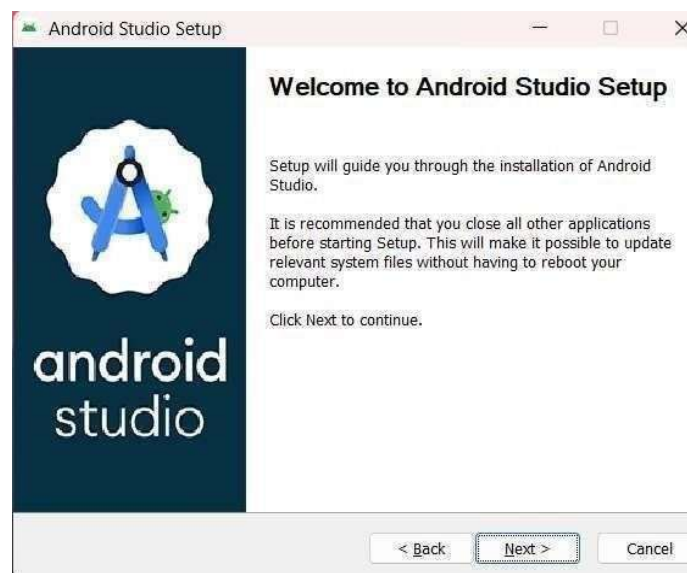 Android Studio Setup
Welcome to Android Studio Setup
Setup will guide you through the installation of Android
Studio.
It is recommended that you close all other applications
before starting Setup. This will make it possible to update
relevant system files without having to reboot your
computer.
Click Next to continue.
android
studio
< Back Next > Cancel